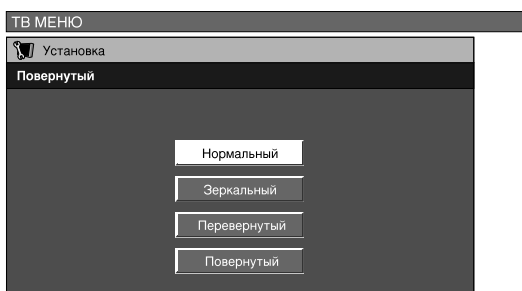 ТВ МЕНЮ
Установка
Повернутый
Нормальный
Зеркальный
Перевернутый
Повернутый